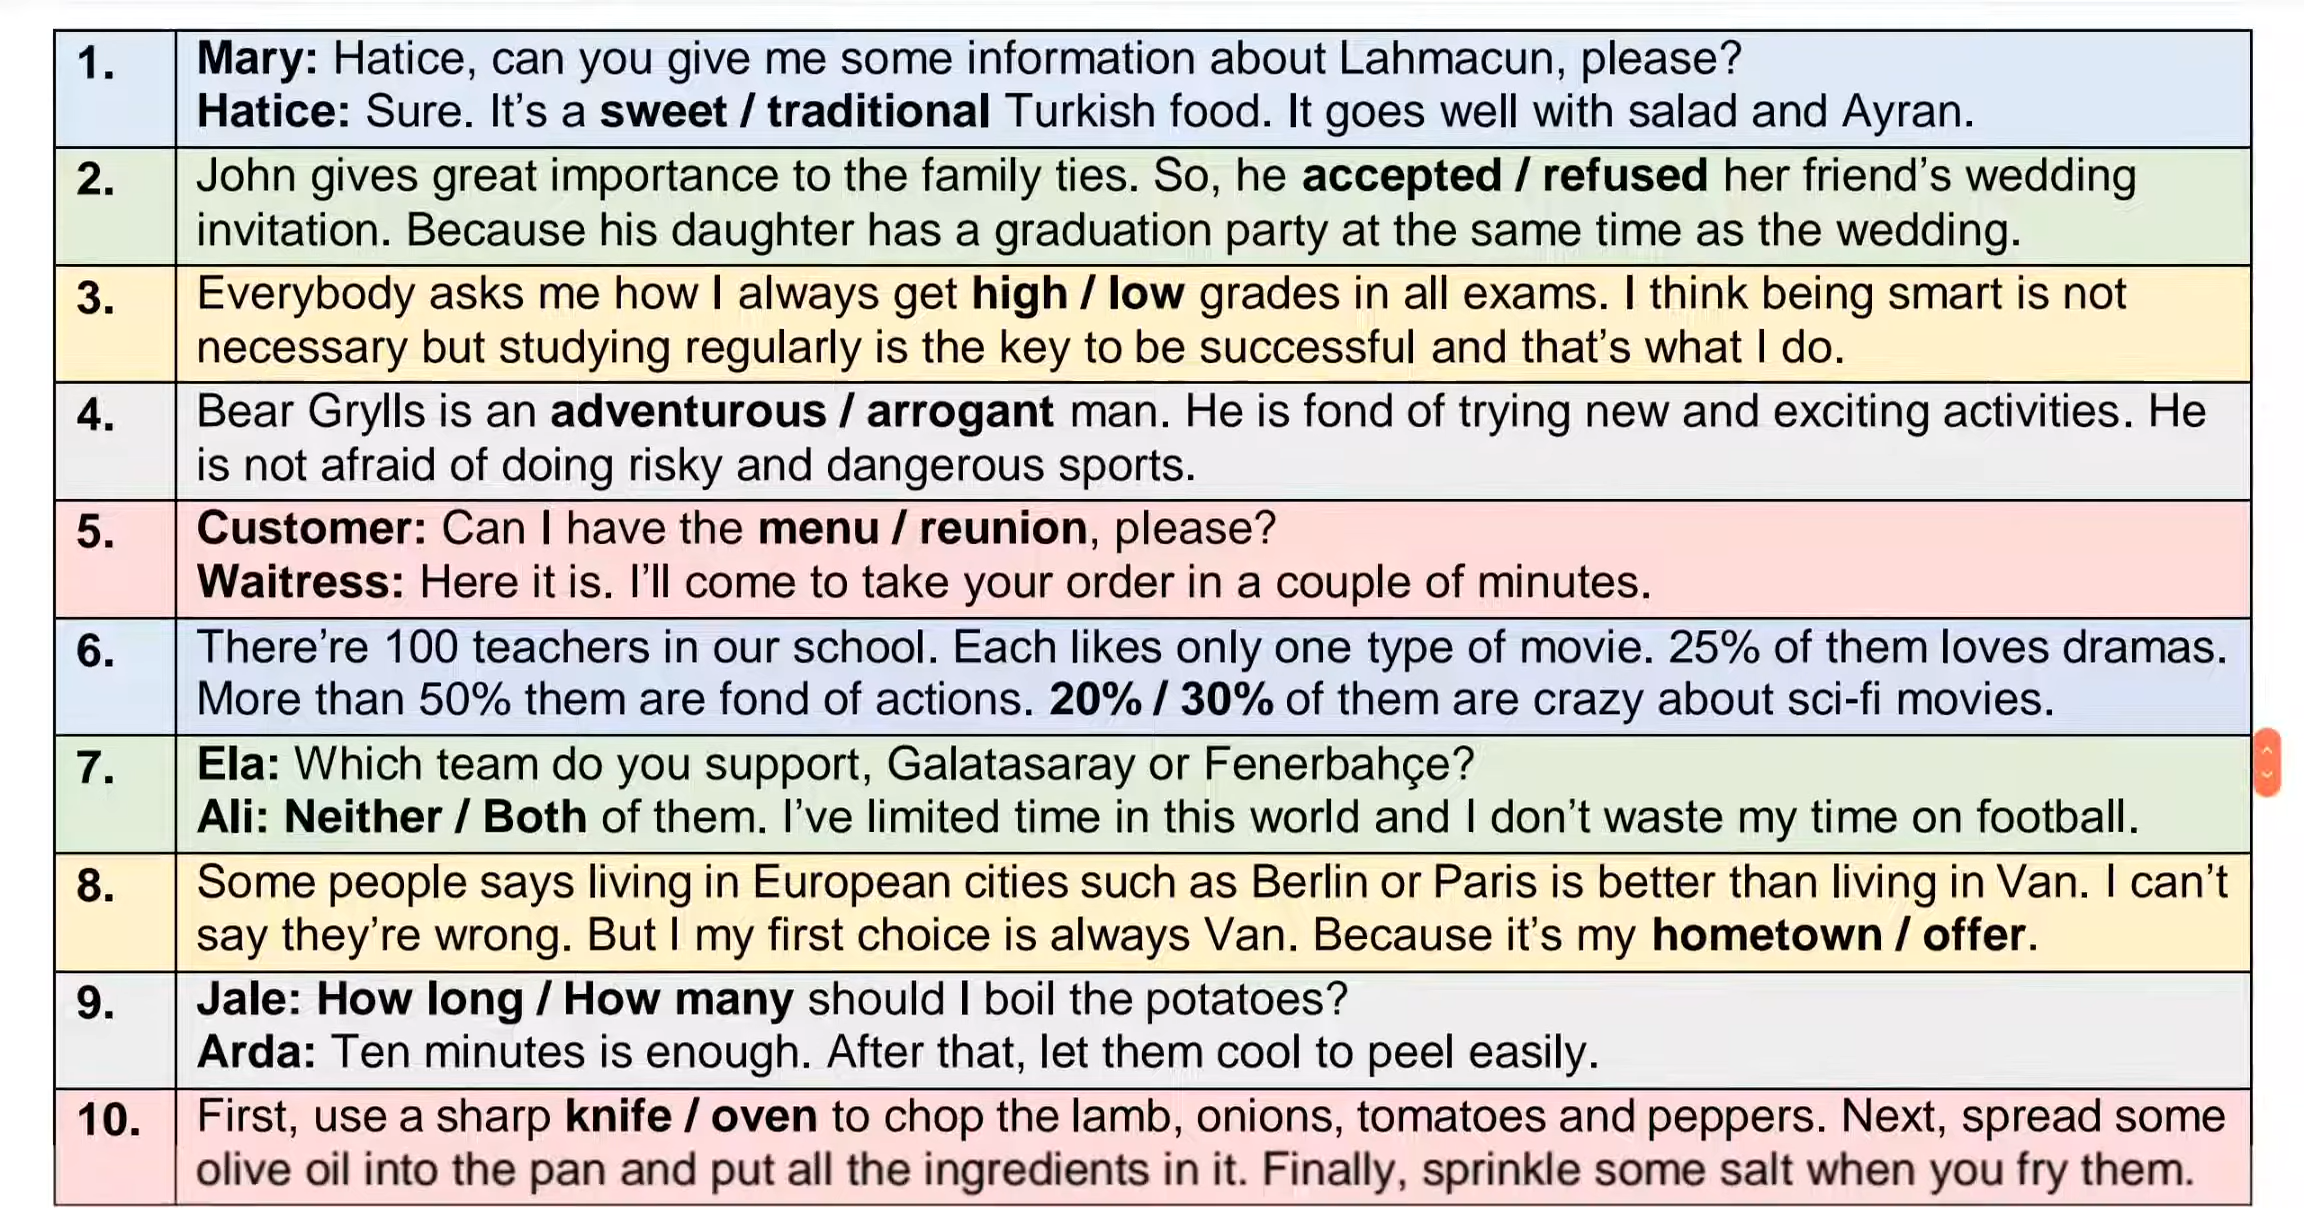 1.
Mary: Hatice, can you give me some information about Lahmacun, please?
Hatice: Sure. It's a sweet / traditional Turkish food. It goes well with salad and Ayran.
2.
John gives great importance to the family ties. So, he accepted / refused her friend's wedding
invitation. Because his daughter has a graduation party at the same time as the wedding.
3.
Everybody asks me how I always get high / low grades in all exams. I think being smart is not
necessary but studying regularly is the key to be successful and that's what I do.
4.
Bear Grylls is an adventurous / arrogant man. He is fond of trying new and exciting activities. He
is not afraid of doing risky and dangerous sports.
5.
Customer: Can I have the menu / reunion, please?
Waitress: Here it is. I'll come to take your order in a couple of minutes.
6.
There're 100 teachers in our school. Each likes only one type of movie. 25% of them loves dramas.
More than 50% them are fond of actions. 20% / 30% of them are crazy about sci-fi movies.
7.
Ela: Which team do you support, Galatasaray or Fenerbahçe?
Ali: Neither / Both of them. I've limited time in this world and I don't waste my time on football.
8.
Some people says living in European cities such as Berlin or Paris is better than living in Van. I can't
say they're wrong. But I my first choice is always Van. Because it's my hometown / offer.
9.
Jale: How long / How many should I boil the potatoes?
Arda: Ten minutes is enough. After that, let them cool to peel easily.
10.
First, use a sharp knife / oven to chop the lamb, onions, tomatoes and peppers. Next, spread some
olive oil into the pan and put all the ingredients in it. Finally, sprinkle some salt when you fry them.